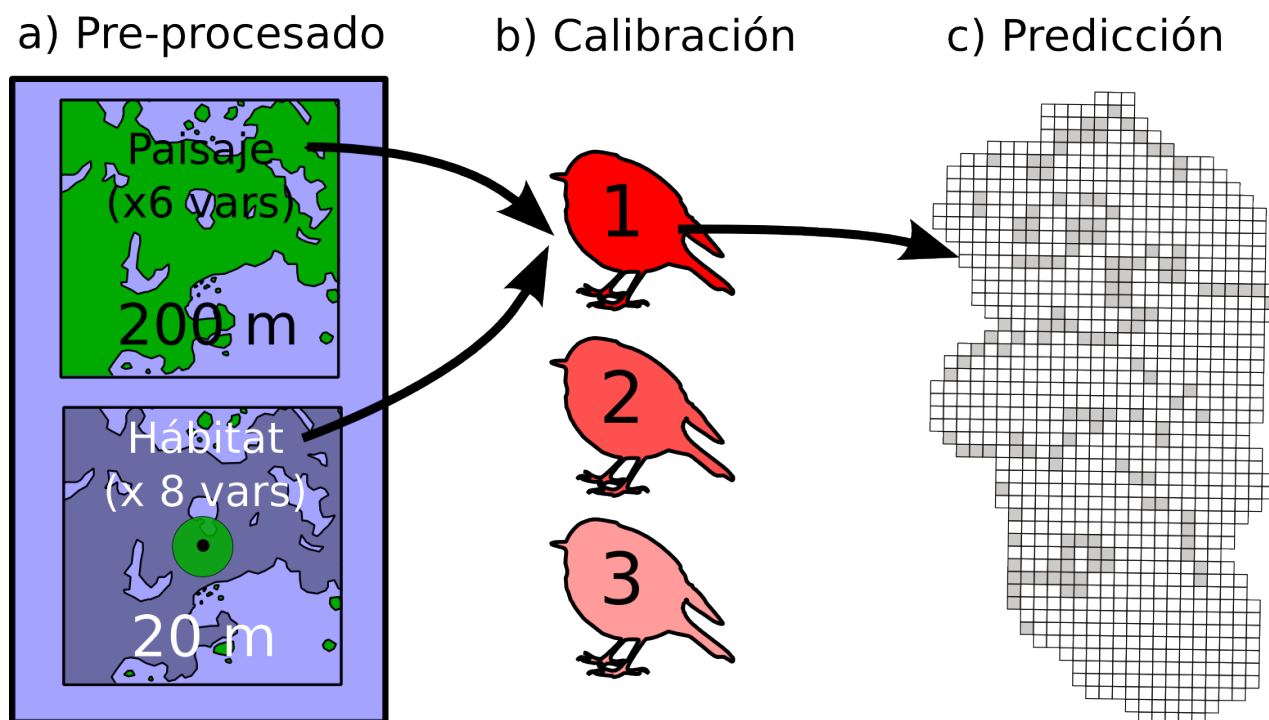 a) Pre-procesado
b) Calibración
c) Predicción
Paisaje
(x6 vars)
200 m
Hábitat
(x 8 vars)
20 m
1
2
3